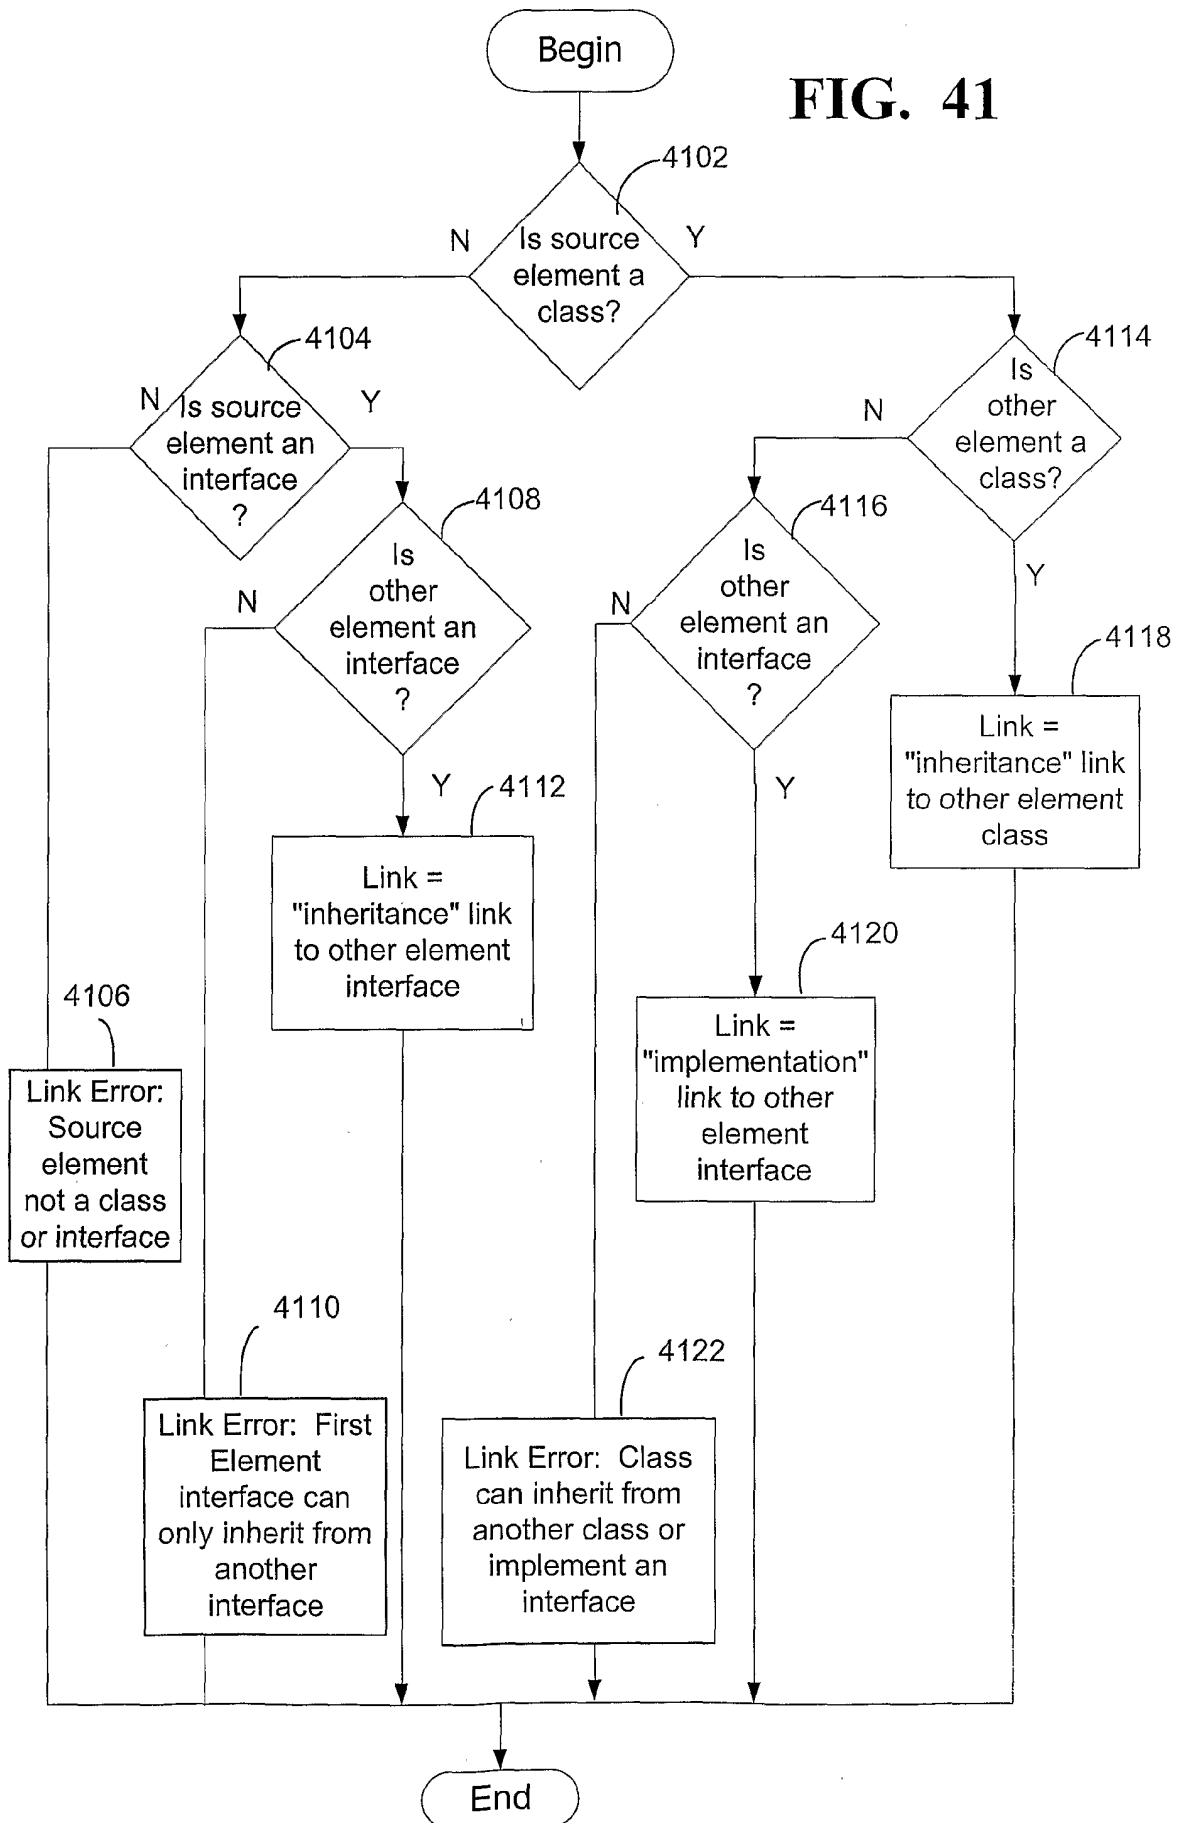 Begin
FIG. 41
4102
N
Y
Is source
element a
class?
4104
N
Y
Is source
element an
interface
?
4114
N
Is
other
element a
class?
Y
4108
N
Is
other
element an
interface
?
Y
4116
N
Is
other
element an
interface
?
Y
4118
Link =
"inheritance" link
to other element
class
4112
Link =
"inheritance" link
to other element
interface
4120
Link =
"implementation"
link to other
element
interface
4106
Link Error:
Source
element
not a class
or interface
4110
Link Error: First
Element
interface can
only inherit from
another
interface
4122
Link Error: Class
can inherit from
another class or
implement an
interface
End